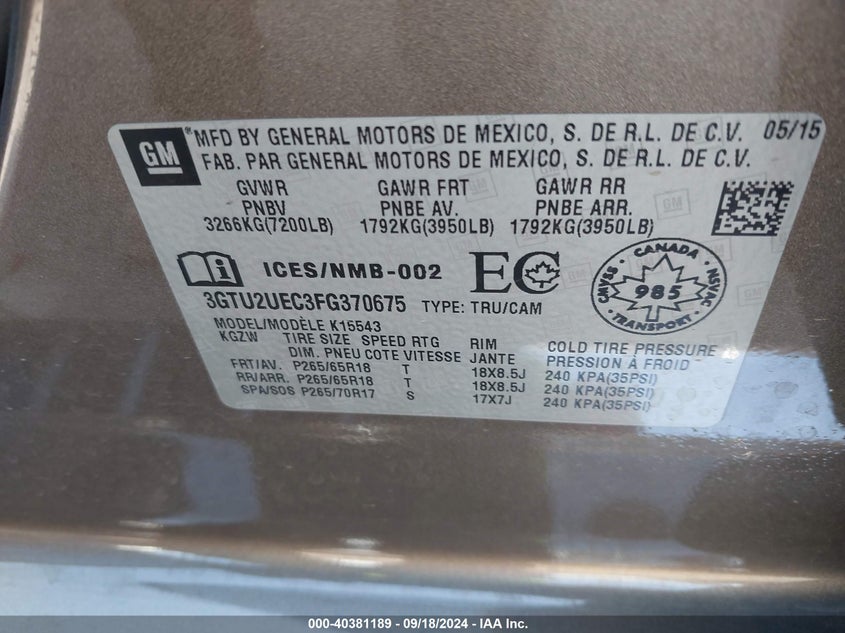 GM
MFD BY GENERAL MOTORS DE MEXICO, S. DE R.L. DE C.V. 05/15
FAB. PAR GENERAL MOTORS DE MEXICO, S. DE R.L. DE C.V.
GVWR GAWR FRT GAWR RR
PNBV PNBE AV. PNBE ARR.
3266KG(7200LB) 1792KG(3950LB) 1792KG(3950LB)
ICES/NMB-002 EC
CANADA
CMVSS 985 NSVAC
TRANSPORT
3GTU2UEC3FG370675 TYPE: TRU/CAM
MODEL/MODÈLE K15543
KGZW TIRE SIZE SPEED RTG RIM COLD TIRE PRESSURE
DIM. PNEU COTE VITESSE JANTE PRESSION À FROID
FRT/AV. P265/65R18 T 18X8.5J 240 KPA(35PSI)
RR/ARR. P265/65R18 T 18X8.5J 240 KPA(35PSI)
SPA/SOS P265/70R17 S 17X7J 240 KPA(35PSI)
000-40381189 - 09/18/2024 - IAA Inc.